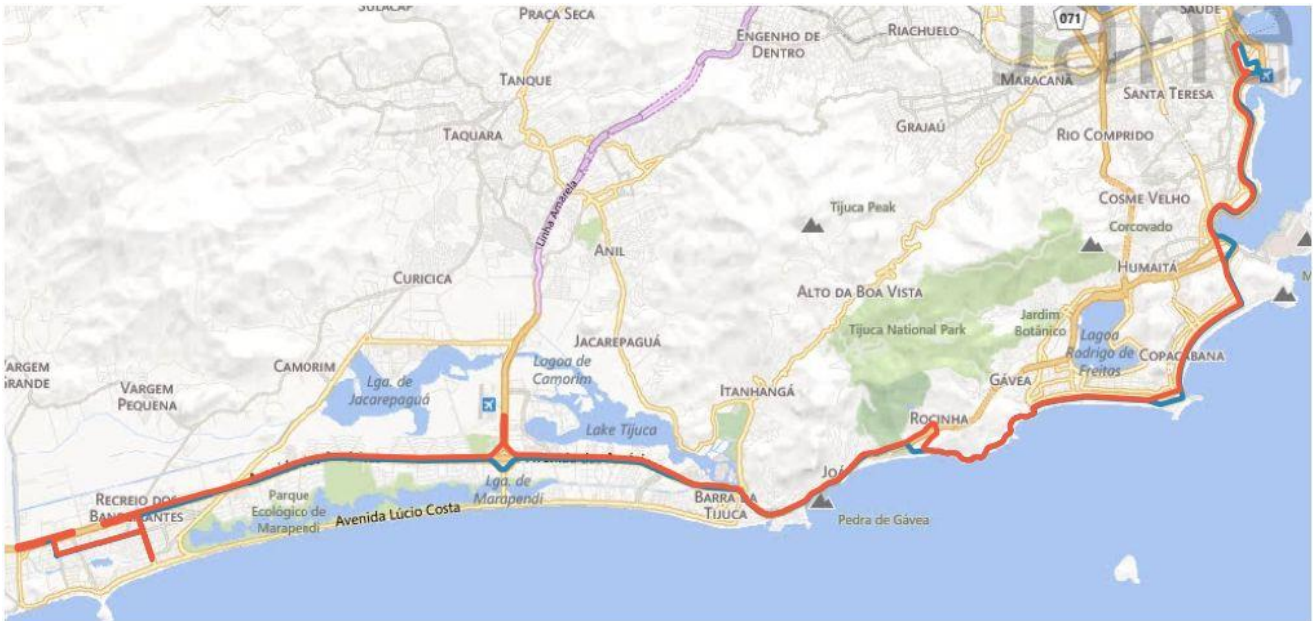 SULACAP
PRAÇA SECA
071
SAÚDE
ENGENHO DE
DENTRO
RIACHUELO
Jane
TANQUE
MARACANÃ
SANTA TERESA
TAQUARA
GRAJAÚ
RIO COMPRIDO
Linha Amarela
Tijuca Peak
COSME VELHO
Corcovado
ANIL
CURICICA
HUMAITÁ
M
ALTO DA BOA VISTA
Jardim
Botânico
Tijuca National Park
JACAREPAGUÁ
Lagoa
Rodrigo de
Freitas
COPACABANA
VARGEM
GRANDE
CAMORIM
Lagoa de
Camorim
VARGEM
PEQUENA
Lga. de
Jacarepaguá
ITANHANGÁ
GÁVEA
ROCINHA
Lake Tijuca
Lga. de
Marapendi
JOÁ
RECREIO DOS
BANDEIRANTES
Parque
Ecológico de
Marapendi
Avenida Lúcio Costa
BARRA DA
TIJUCA
Pedra de Gávea